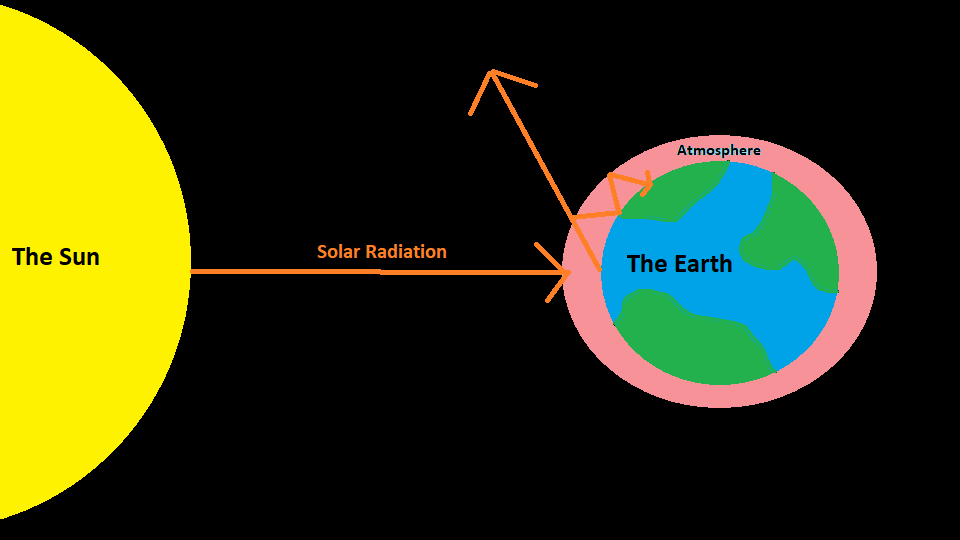 Atmosphere
The Sun
Solar Radiation
The Earth